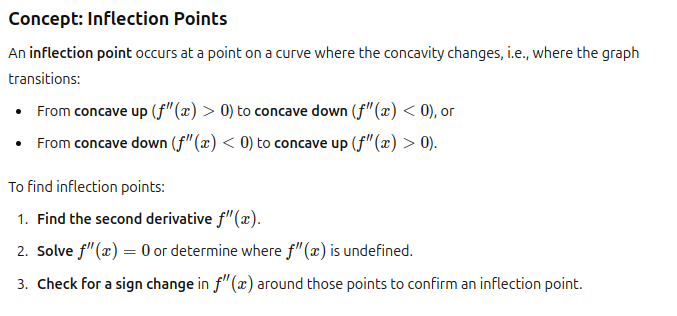 Concept: Inflection Points
An inflection point occurs at a point on a curve where the concavity changes, i.e., where the graph
transitions:
• From concave up (f″(x) > 0) to concave down (f″(x) < 0), or
• From concave down (f″(x) < 0) to concave up (f″(x) > 0).
To find inflection points:
1. Find the second derivative f″(x).
2. Solve f″(x) = 0 or determine where f″(x) is undefined.
3. Check for a sign change in f″(x) around those points to confirm an inflection point.